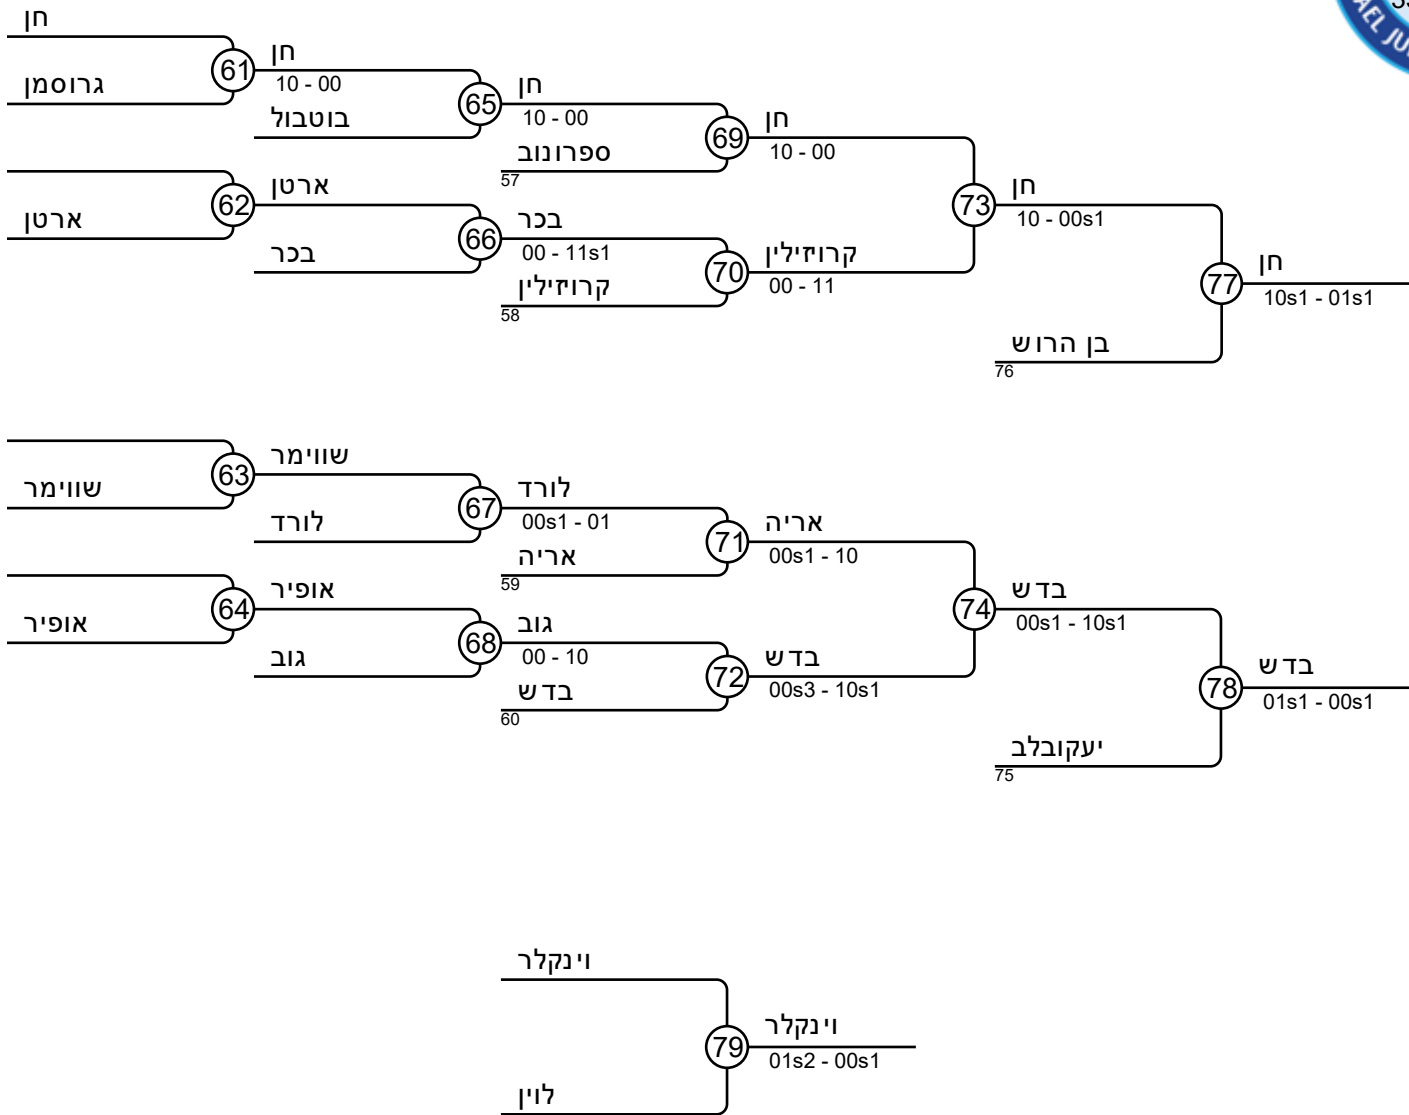 חן
61
גרוסמן
חן
10 - 00
65
בוטבול
חן
10 - 00
69
ספרונוב
57
חן
10 - 00
62
ארטן
ארטן
66
בכר
בכר
00 - 11s1
70
קרויזילין
58
קרויזילין
00 - 11
73
חן
10 - 00s1
77
בן הרוש
76
חן
10s1 - 01s1
63
שווימר
שווימר
67
לורד
לורד
00s1 - 01
71
אריה
59
אריה
00s1 - 10
64
אופיר
אופיר
68
גוב
גוב
00 - 10
72
בדש
60
בדש
00s3 - 10s1
74
בדש
00s1 - 10s1
78
יעקובלב
75
בדש
01s1 - 00s1
וינקלר
79
לוין
וינקלר
01s2 - 00s1